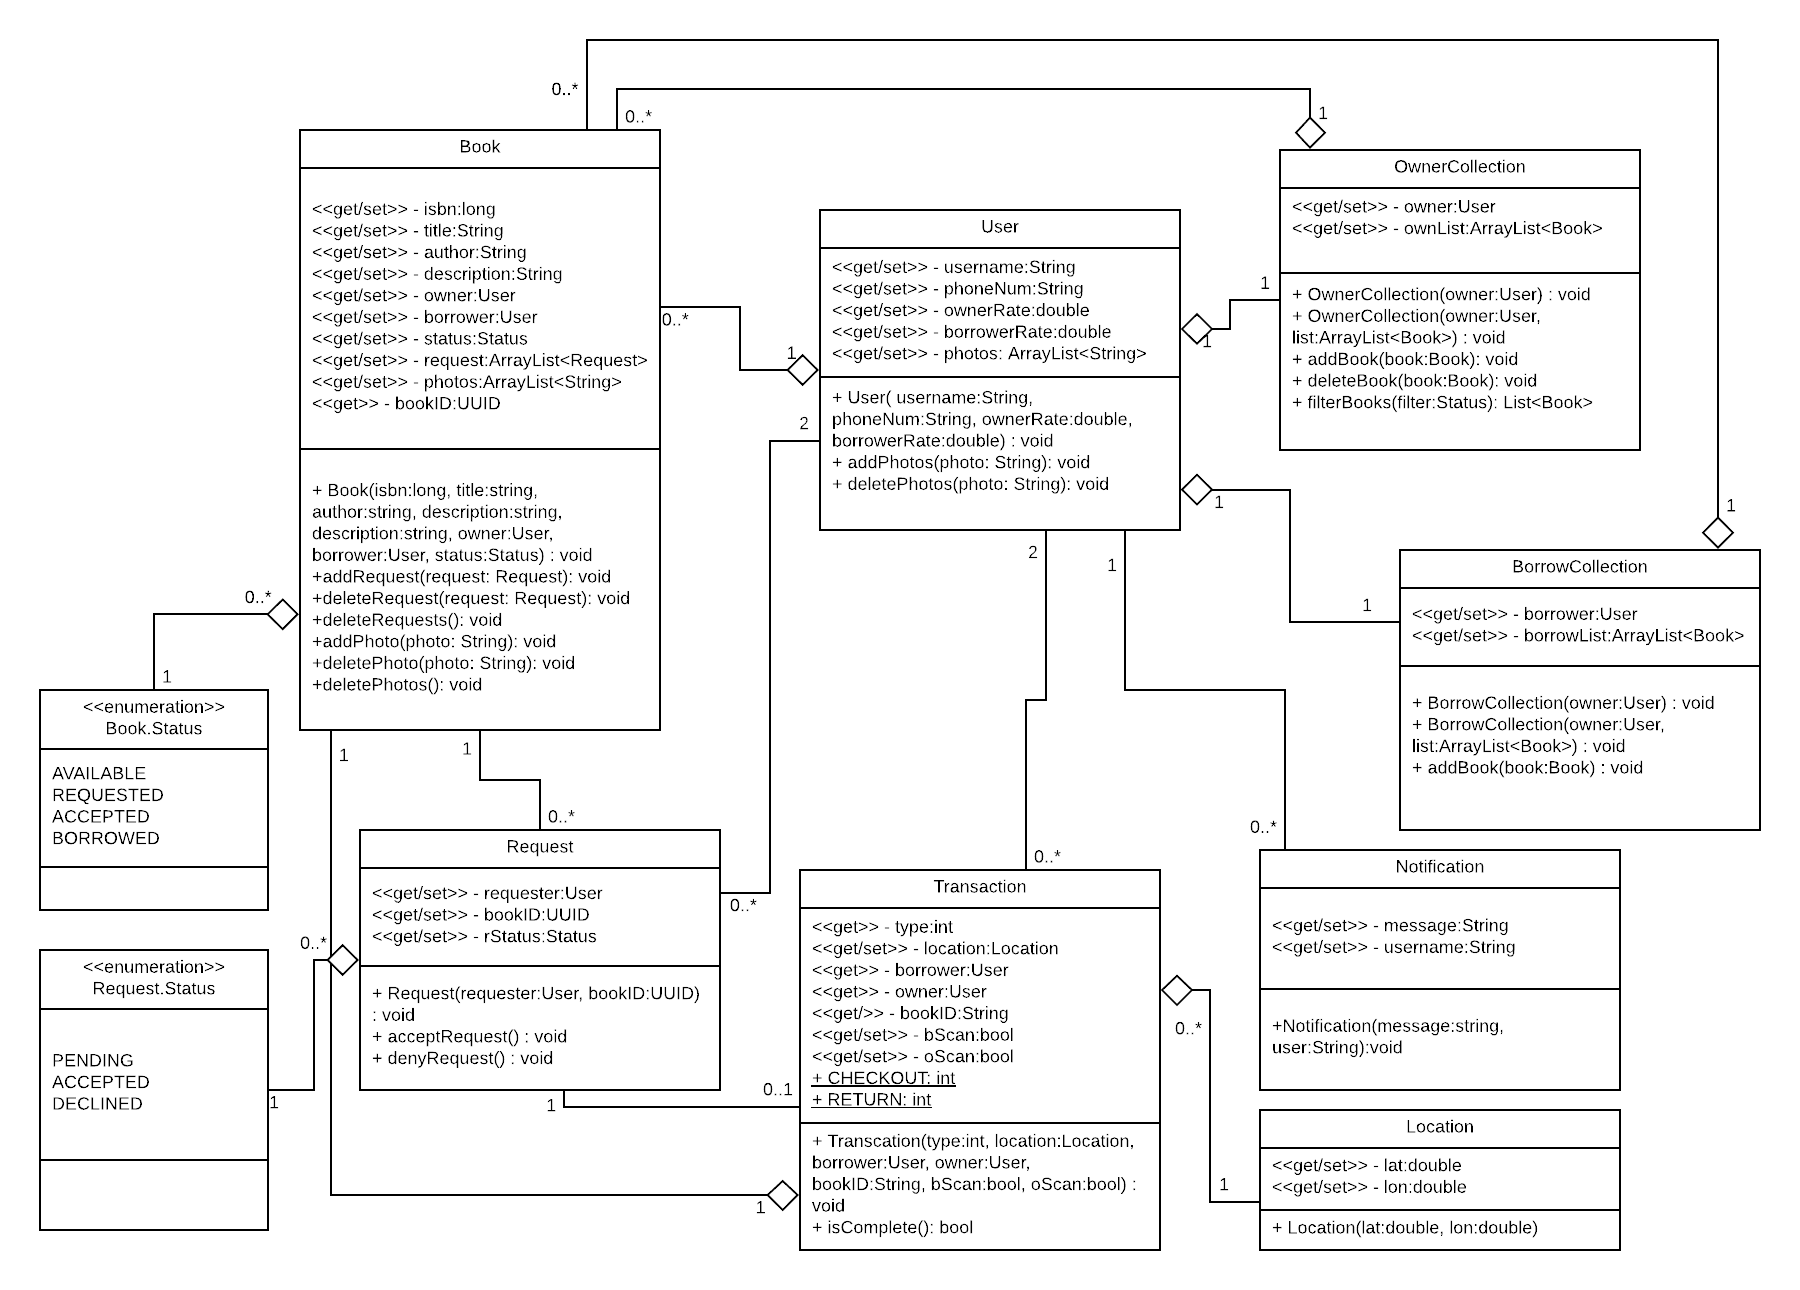 0..*
0..*
1
Book
<<get/set>> - isbn:long
<<get/set>> - title:String
<<get/set>> - author:String
<<get/set>> - description:String
<<get/set>> - owner:User
<<get/set>> - borrower:User
<<get/set>> - status:Status
<<get/set>> - request:ArrayList<Request>
<<get/set>> - photos:ArrayList<String>
<<get>> - bookID:UUID
+ Book(isbn:long, title:string,
author:string, description:string,
description:string, owner:User,
borrower:User, status:Status) : void
+addRequest(request: Request): void
+deleteRequest(request: Request): void
+deleteRequests(): void
+addPhoto(photo: String): void
+deletePhoto(photo: String): void
+deletePhotos(): void
0..*
1
2
User
<<get/set>> - username:String
<<get/set>> - phoneNum:String
<<get/set>> - ownerRate:double
<<get/set>> - borrowerRate:double
<<get/set>> - photos: ArrayList<String>
+ User( username:String,
phoneNum:String, ownerRate:double,
borrowerRate:double) : void
+ addPhotos(photo: String): void
+ deletePhotos(photo: String): void
1
1
OwnerCollection
<<get/set>> - owner:User
<<get/set>> - ownList:ArrayList<Book>
+ OwnerCollection(owner:User) : void
+ OwnerCollection(owner:User,
list:ArrayList<Book>) : void
+ addBook(book:Book): void
+ deleteBook(book:Book): void
+ filterBooks(filter:Status): List<Book>
1
1
1
BorrowCollection
<<get/set>> - borrower:User
<<get/set>> - borrowList:ArrayList<Book>
+ BorrowCollection(owner:User) : void
+ BorrowCollection(owner:User,
list:ArrayList<Book>) : void
+ addBook(book:Book) : void
2
1
0..*
1
<<enumeration>>
Book.Status
AVAILABLE
REQUESTED
ACCEPTED
BORROWED
1
1
0..*
Request
<<get/set>> - requester:User
<<get/set>> - bookID:UUID
<<get/set>> - rStatus:Status
+ Request(requester:User, bookID:UUID)
: void
+ acceptRequest() : void
+ denyRequest() : void
0..*
0..*
<<enumeration>>
Request.Status
PENDING
ACCEPTED
DECLINED
1
1
0..1
1
0..*
Transaction
<<get>> - type:int
<<get/set>> - location:Location
<<get>> - borrower:User
<<get>> - owner:User
<<get/>> - bookID:String
<<get/set>> - bScan:bool
<<get/set>> - oScan:bool
+ CHECKOUT: int
+ RETURN: int
+ Transcation(type:int, location:Location,
borrower:User, owner:User,
bookID:String, bScan:bool, oScan:bool) :
void
+ isComplete(): bool
0..*
Notification
<<get/set>> - message:String
<<get/set>> - username:String
+Notification(message:string,
user:String):void
0..*
1
Location
<<get/set>> - lat:double
<<get/set>> - lon:double
+ Location(lat:double, lon:double)